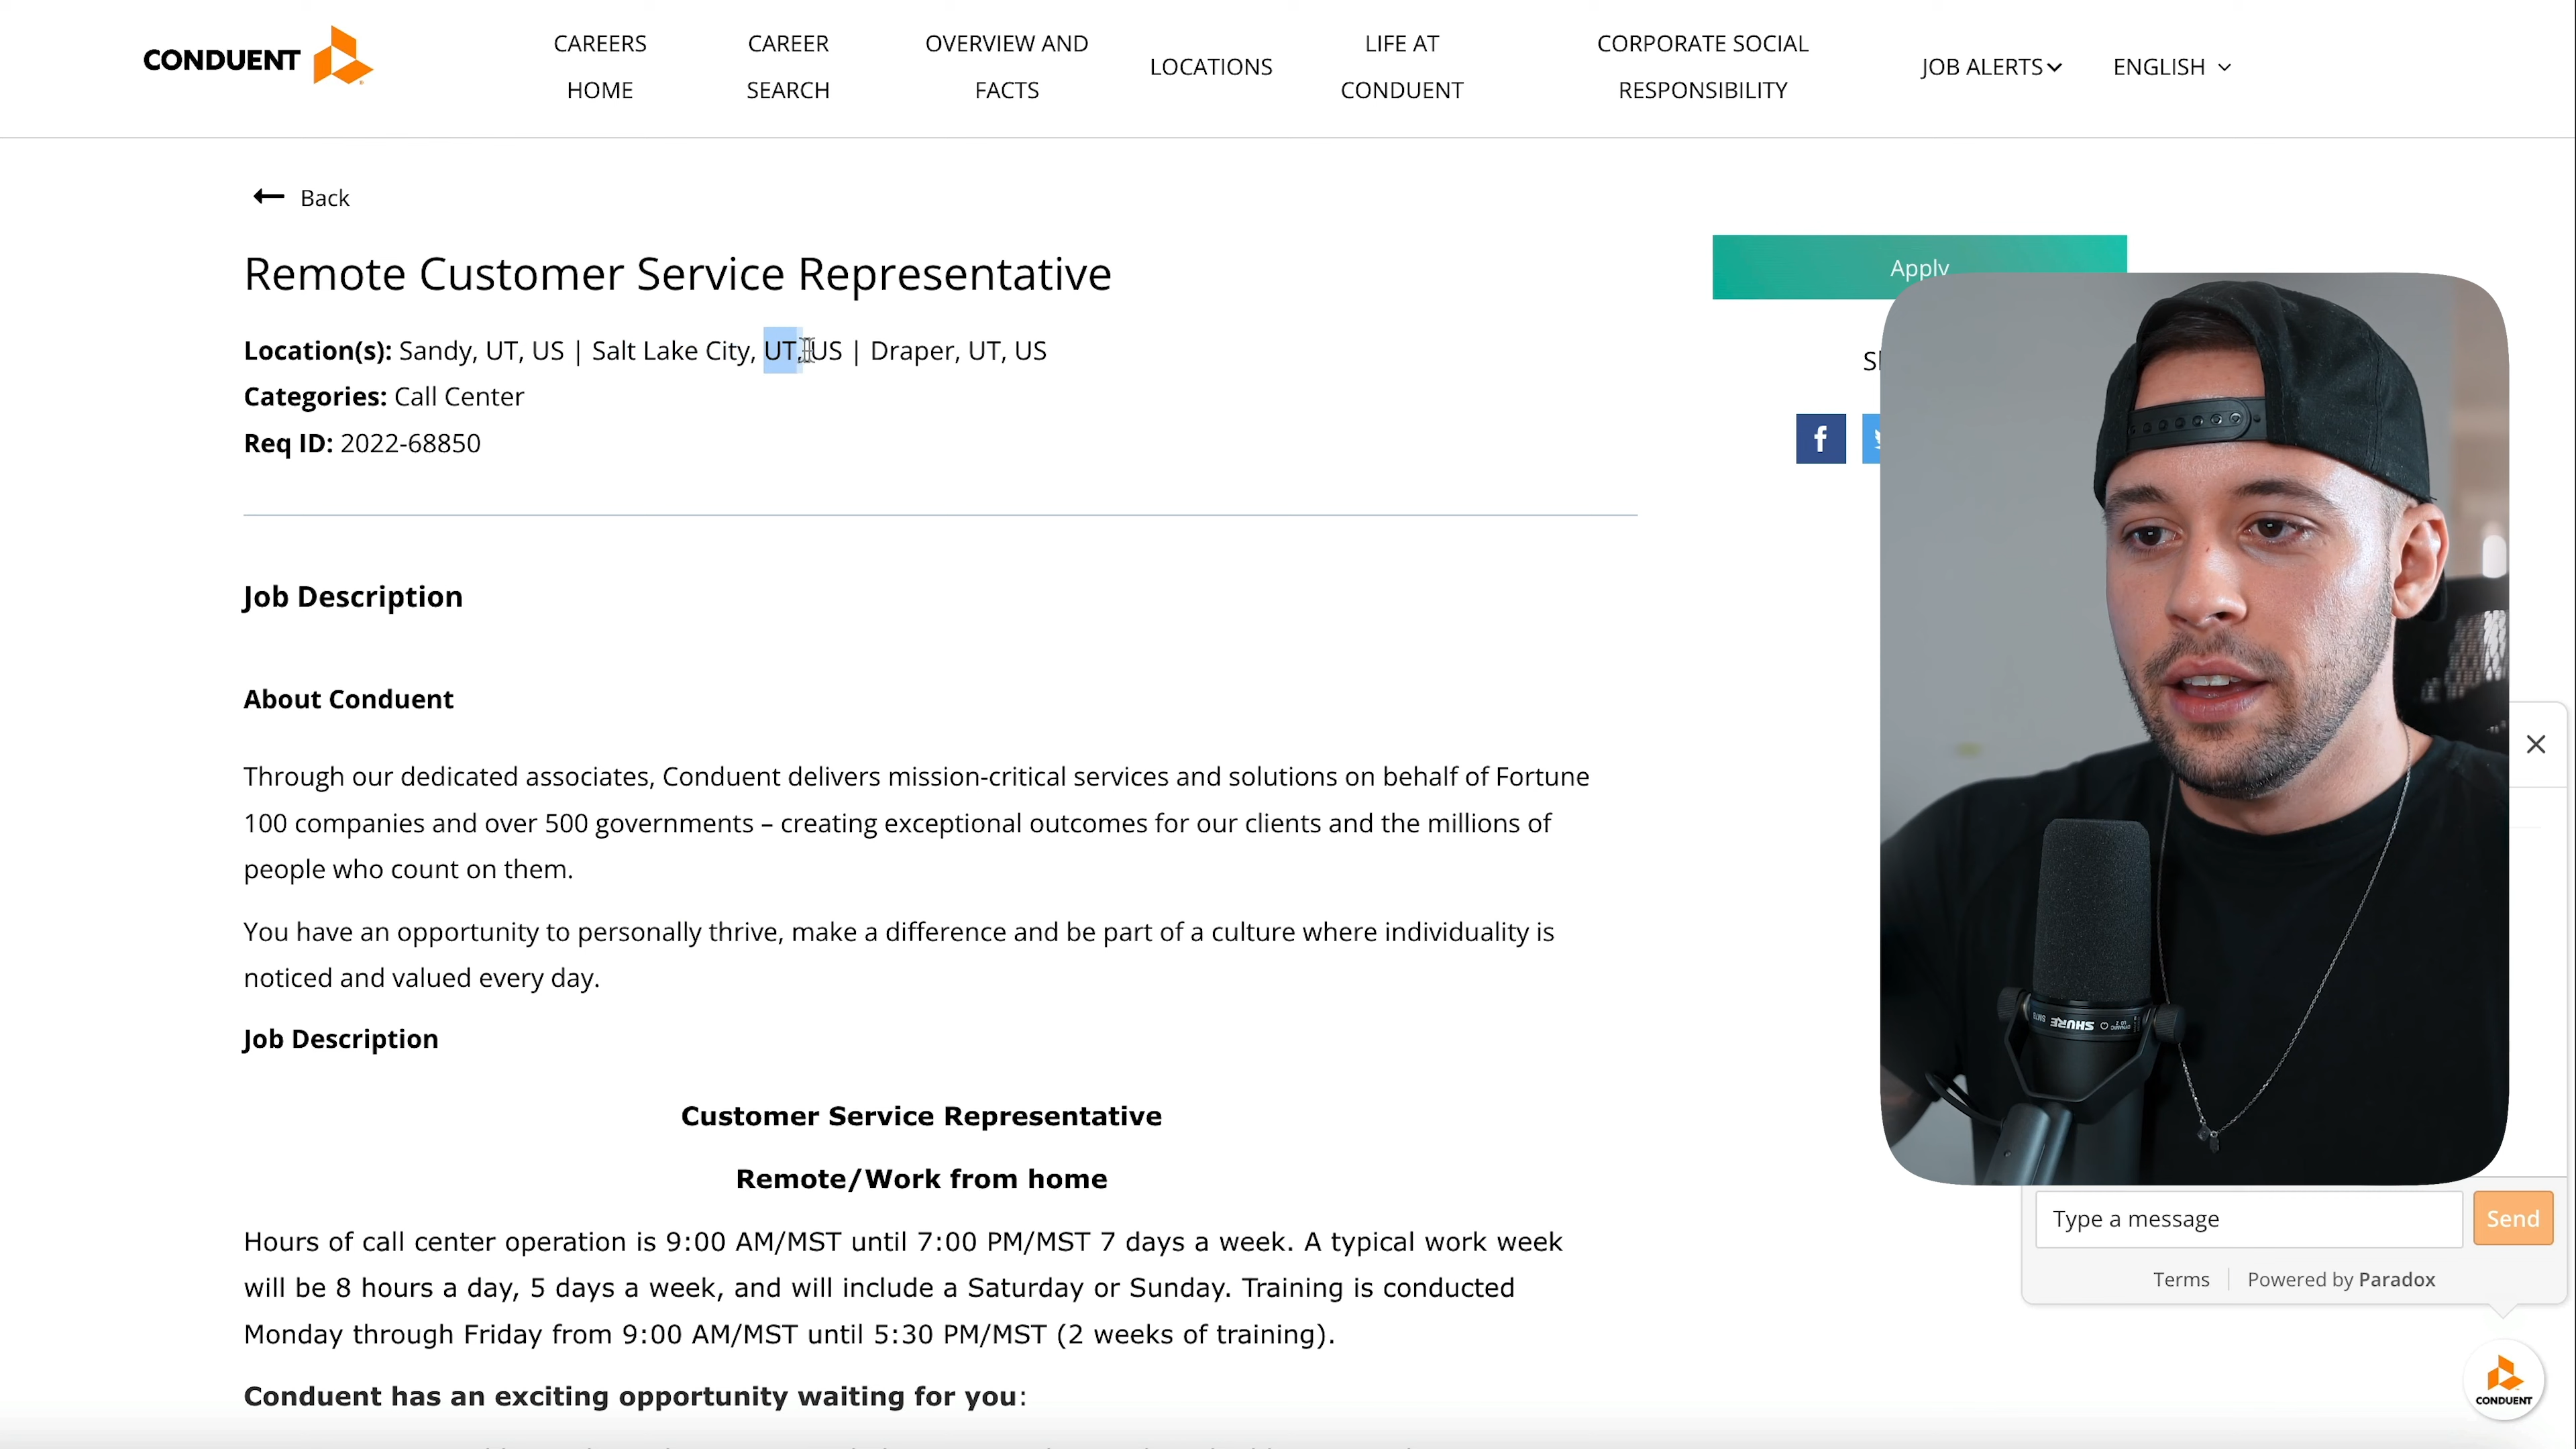 CONDUENT
CAREERS HOME
CAREER SEARCH
OVERVIEW AND FACTS
LOCATIONS
LIFE AT CONDUENT
CORPORATE SOCIAL RESPONSIBILITY
JOB ALERTS
ENGLISH
Back
Remote Customer Service Representative
Apply
Location(s): Sandy, UT, US | Salt Lake City, UT, US | Draper, UT, US
Categories: Call Center
Req ID: 2022-68850
f
Job Description
About Conduent
Through our dedicated associates, Conduent delivers mission-critical services and solutions on behalf of Fortune
100 companies and over 500 governments – creating exceptional outcomes for our clients and the millions of
people who count on them.
You have an opportunity to personally thrive, make a difference and be part of a culture where individuality is
noticed and valued every day.
Job Description
Customer Service Representative
Remote/Work from home
Hours of call center operation is 9:00 AM/MST until 7:00 PM/MST 7 days a week. A typical work week
will be 8 hours a day, 5 days a week, and will include a Saturday or Sunday. Training is conducted
Monday through Friday from 9:00 AM/MST until 5:30 PM/MST (2 weeks of training).
Conduent has an exciting opportunity waiting for you:
SHURE
Type a message
Send
Terms
Powered by Paradox
CONDUENT